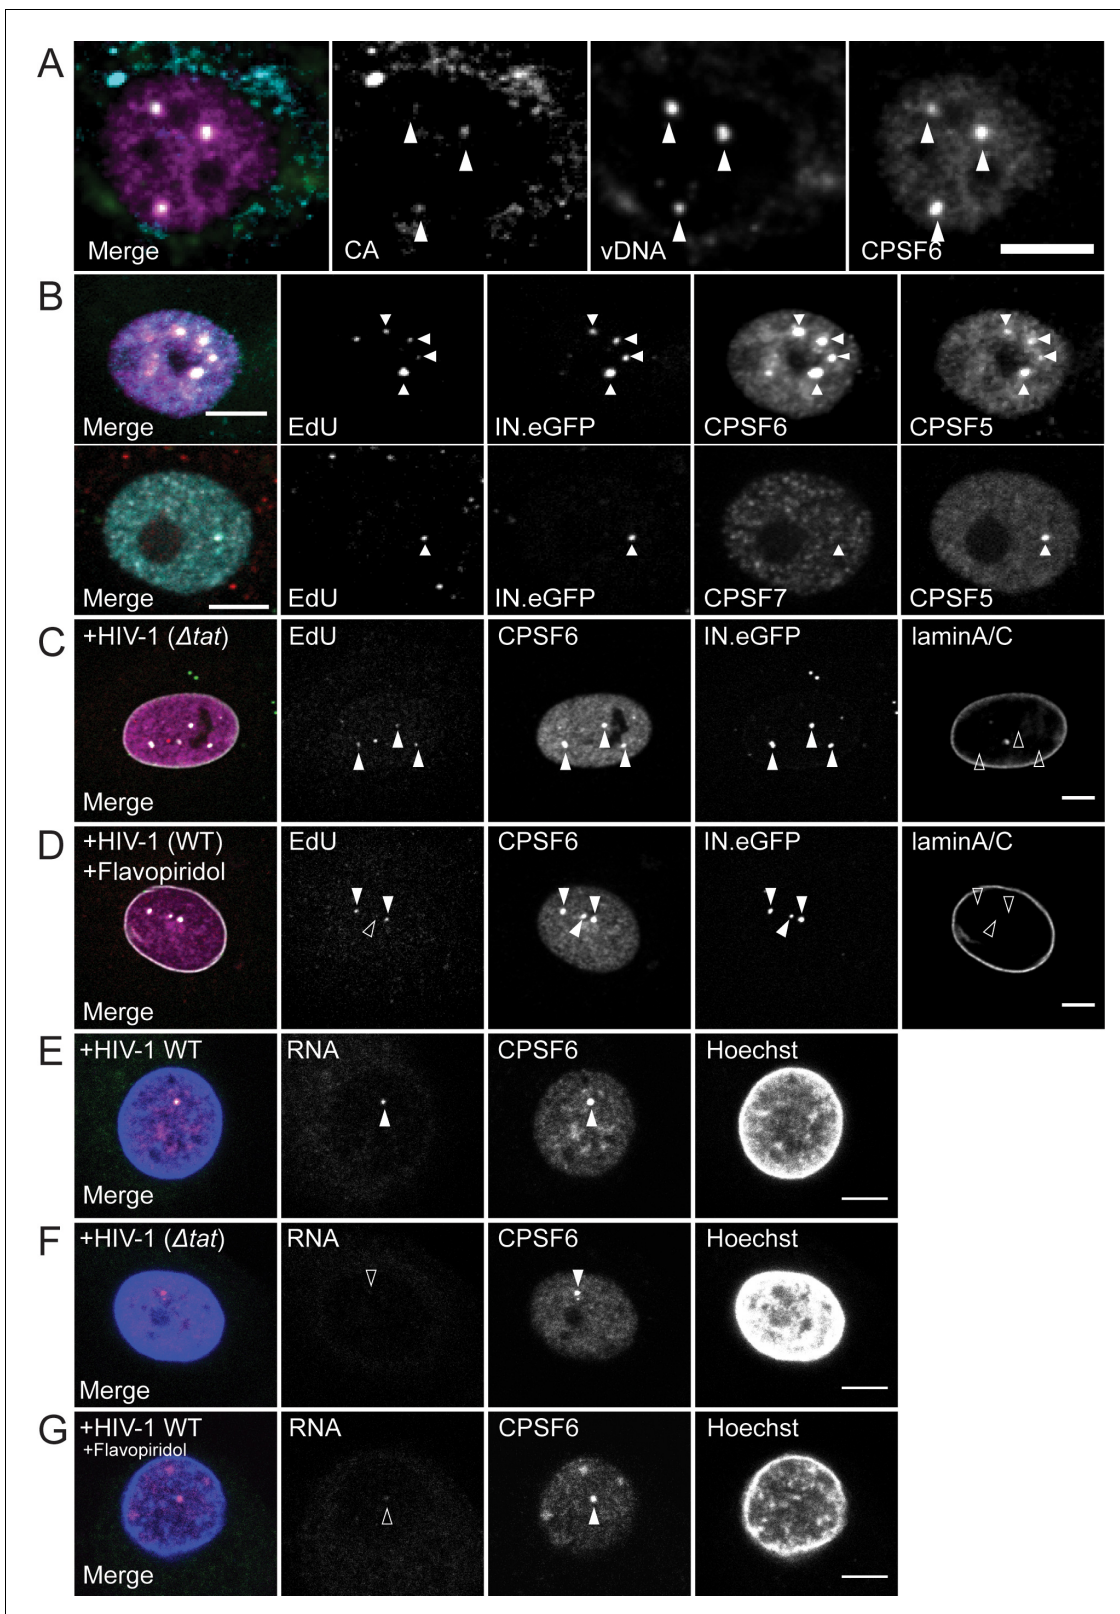 A
Merge
CA
vDNA
CPSF6
B
Merge
EdU
IN.eGFP
CPSF6
CPSF5
Merge
EdU
IN.eGFP
CPSF7
CPSF5
C
+HIV-1 (Δtat)
EdU
CPSF6
IN.eGFP
laminA/C
Merge
D
+HIV-1 (WT)
+Flavopiridol
EdU
CPSF6
IN.eGFP
laminA/C
Merge
E
+HIV-1 WT
RNA
CPSF6
Hoechst
Merge
F
+HIV-1 (Δtat)
RNA
CPSF6
Hoechst
Merge
G
+HIV-1 WT
+Flavopiridol
RNA
CPSF6
Hoechst
Merge